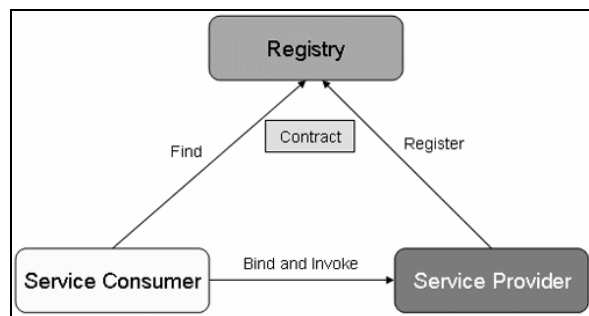 Registry
Contract
Find
Register
Bind and Invoke
Service Consumer
Service Provider